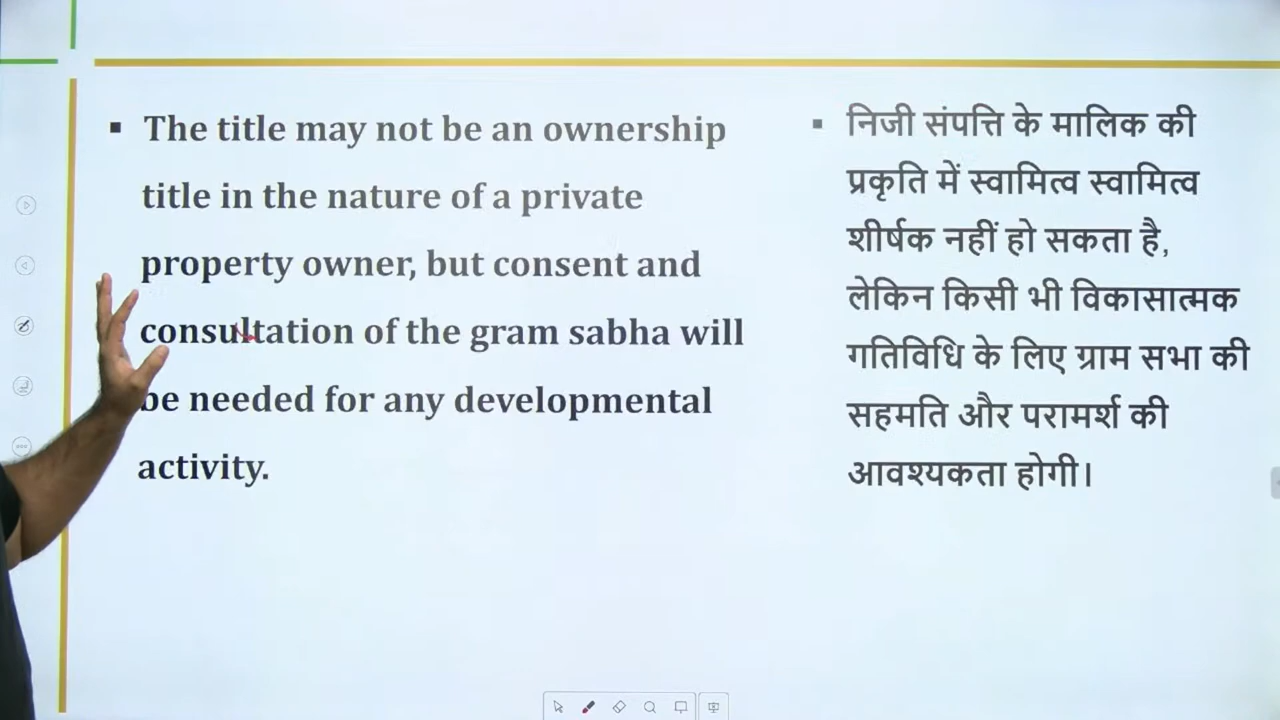 The title may not be an ownership
title in the nature of a private
property owner, but consent and
consultation of the gram sabha will
be needed for any developmental
activity.
निजी संपत्ति के मालिक की
प्रकृति में स्वामित्व स्वामित्व
शीर्षक नहीं हो सकता है,
लेकिन किसी भी विकासात्मक
गतिविधि के लिए ग्राम सभा की
सहमति और परामर्श की
आवश्यकता होगी।